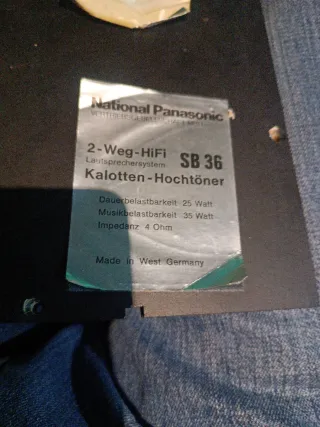 National Panasonic
2-Weg-HiFi
Lautsprechersystem SB 36
Kalotten-Hochtöner
Dauerbelastbarkeit 25 Watt
Musikbelastbarkeit 35 Watt
Impedanz 4 Ohm
Made in West Germany